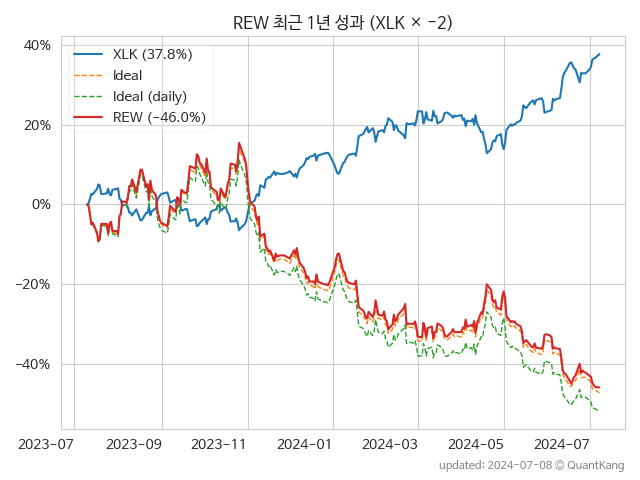 REW 최근 1년 성과 (XLK × −2)
XLK (37.8%)
Ideal
Ideal (daily)
REW (−46.0%)
40%
20%
0%
−20%
−40%
2023-07 2023-09 2023-11 2024-01 2024-03 2024-05 2024-07
updated: 2024-07-08 © QuantKang